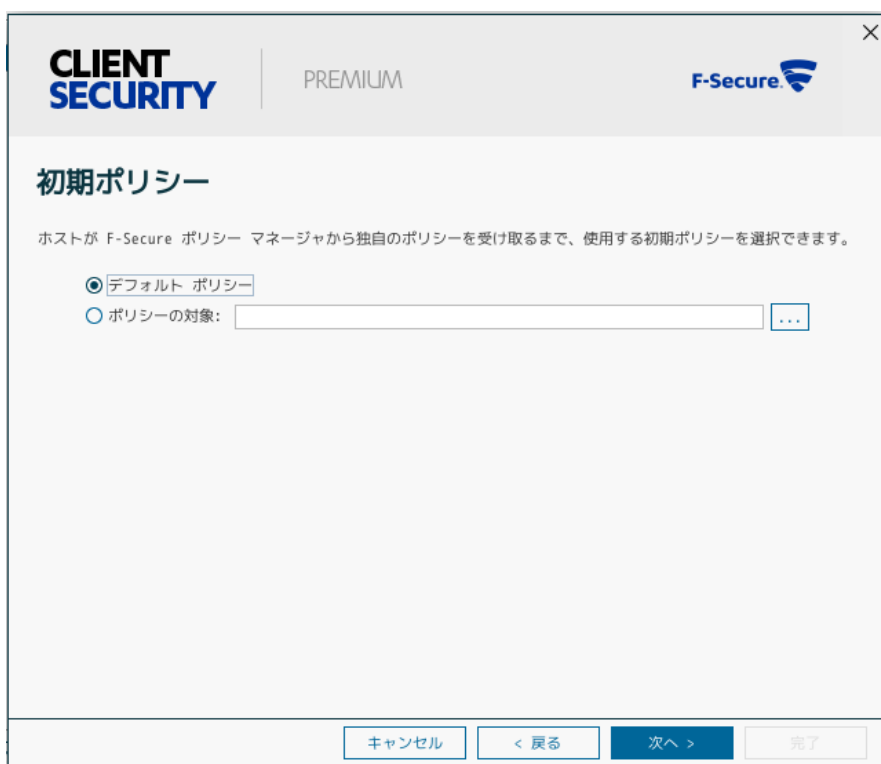 CLIENT
SECURITY
PREMIUM
F-Secure.
初期ポリシー
ホストが F-Secure ポリシー マネージャから独自のポリシーを受け取るまで、使用する初期ポリシーを選択できます。
デフォルト ポリシー
ポリシーの対象:
...
キャンセル
< 戻る
次へ >
完了